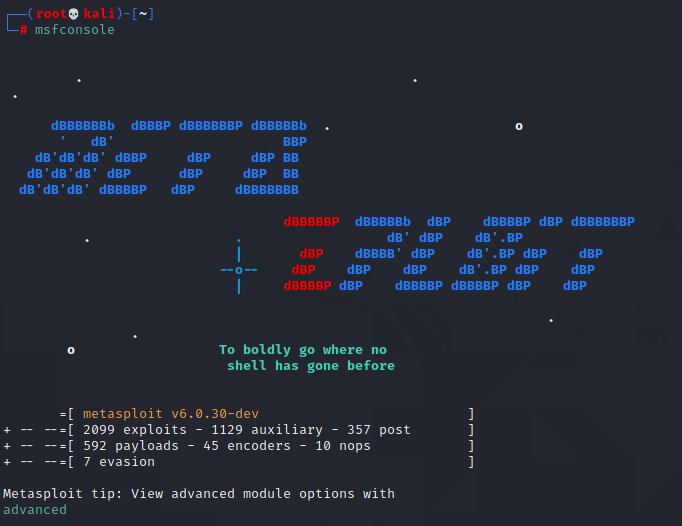 ┌──(root💀kali)-[~]
└─# msfconsole
dBBBBBBb  dBBBP dBBBBBBP dBBBBBb  .                       o
'   dB'                     BBP
dB'dB'dB' dBBP     dBP     dBP BB
dB'dB'dB' dBP      dBP     dBP  BB
dB'dB'dB' dBBBBP   dBP     dBBBBBBB
dBBBBBP  dBBBBBb  dBP    dBBBBP dBP dBBBBBBP
.                  .                  dB' dBP    dB'.BP
|       dBP    dBBBB' dBP    dB'.BP dBP    dBP
--o--    dBP    dBP    dBP    dB'.BP dBP    dBP
|     dBBBBP dBP    dBBBBP dBBBBP dBP    dBP
o                  To boldly go where no
shell has gone before
=[ metasploit v6.0.30-dev                          ]
+ -- --=[ 2099 exploits - 1129 auxiliary - 357 post       ]
+ -- --=[ 592 payloads - 45 encoders - 10 nops            ]
+ -- --=[ 7 evasion                                       ]
Metasploit tip: View advanced module options with
advanced